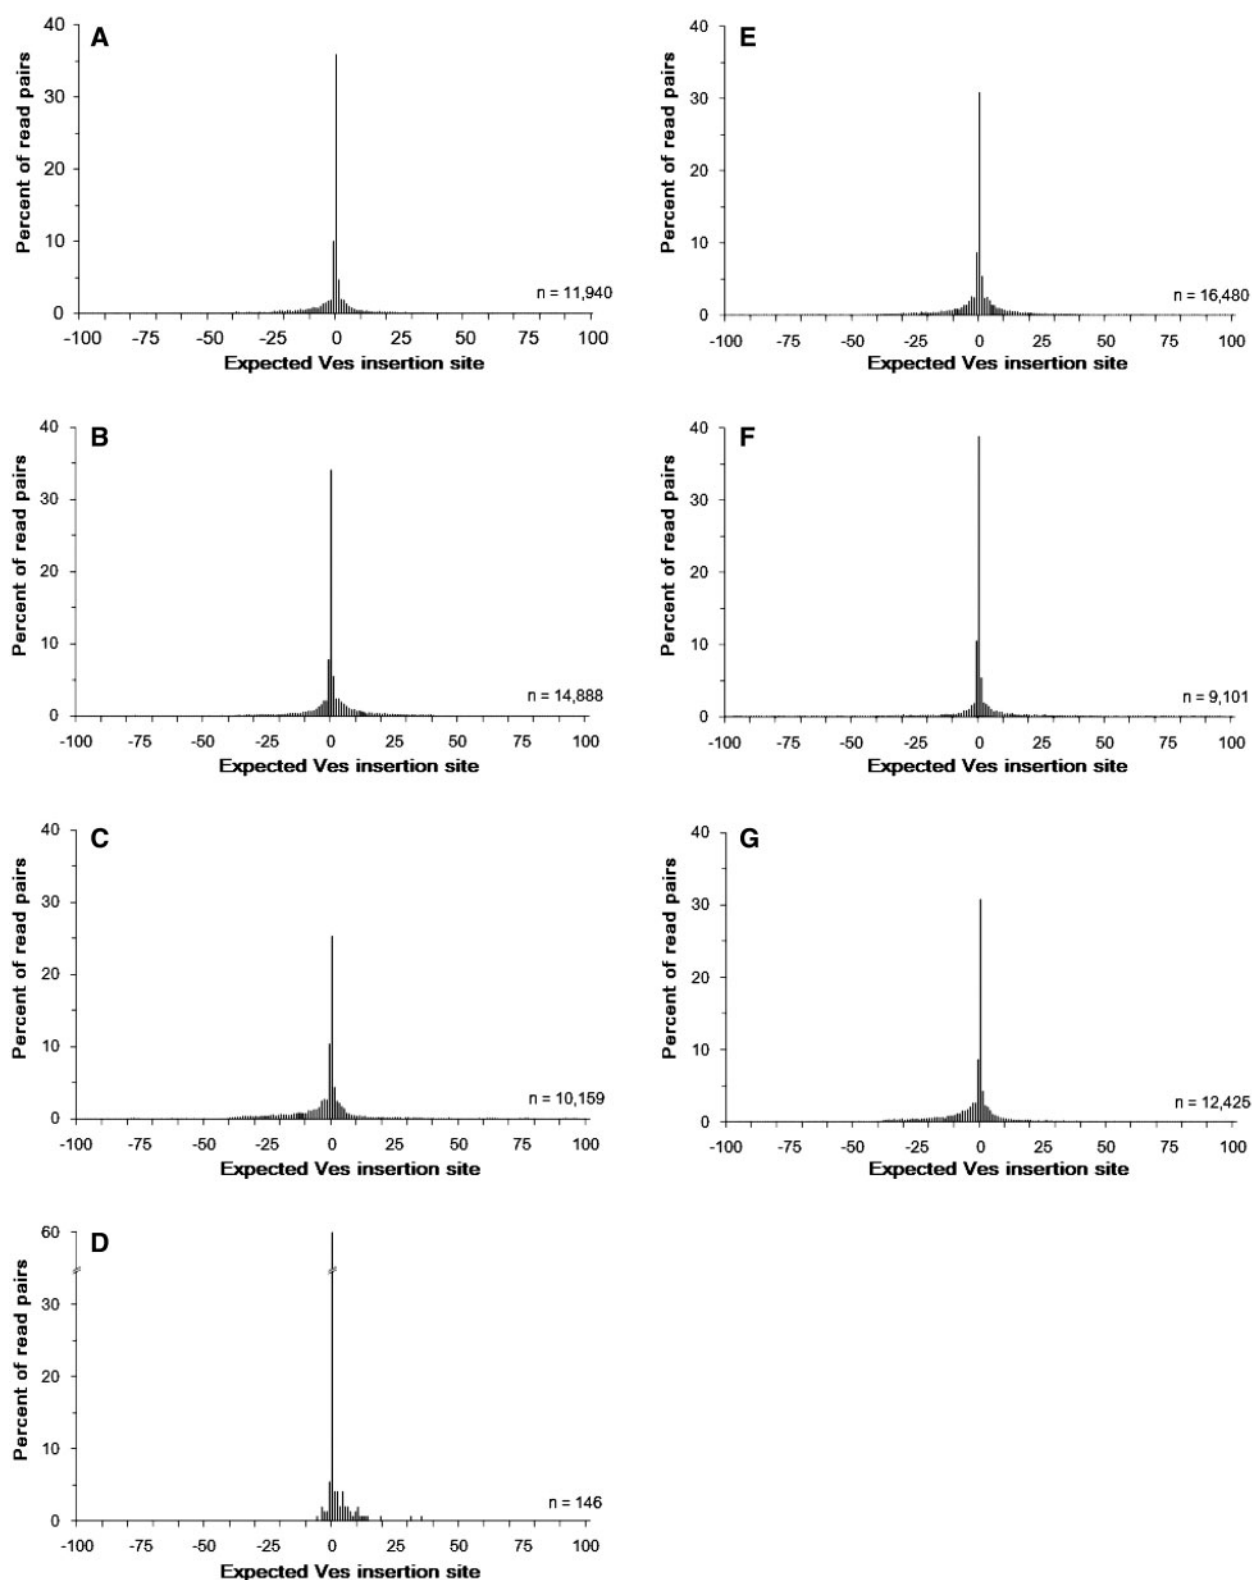 A
Percent of read pairs
40
30
20
10
0
n = 11,940
-100 -75 -50 -25 0 25 50 75 100
Expected Ves insertion site
B
Percent of read pairs
40
30
20
10
0
n = 14,888
-100 -75 -50 -25 0 25 50 75 100
Expected Ves insertion site
C
Percent of read pairs
40
30
20
10
0
n = 10,159
-100 -75 -50 -25 0 25 50 75 100
Expected Ves insertion site
D
Percent of read pairs
60
30
20
10
0
n = 146
-100 -75 -50 -25 0 25 50 75 100
Expected Ves insertion site
E
Percent of read pairs
40
30
20
10
0
n = 16,480
-100 -75 -50 -25 0 25 50 75 100
Expected Ves insertion site
F
Percent of read pairs
40
30
20
10
0
n = 9,101
-100 -75 -50 -25 0 25 50 75 100
Expected Ves insertion site
G
Percent of read pairs
40
30
20
10
0
n = 12,425
-100 -75 -50 -25 0 25 50 75 100
Expected Ves insertion site